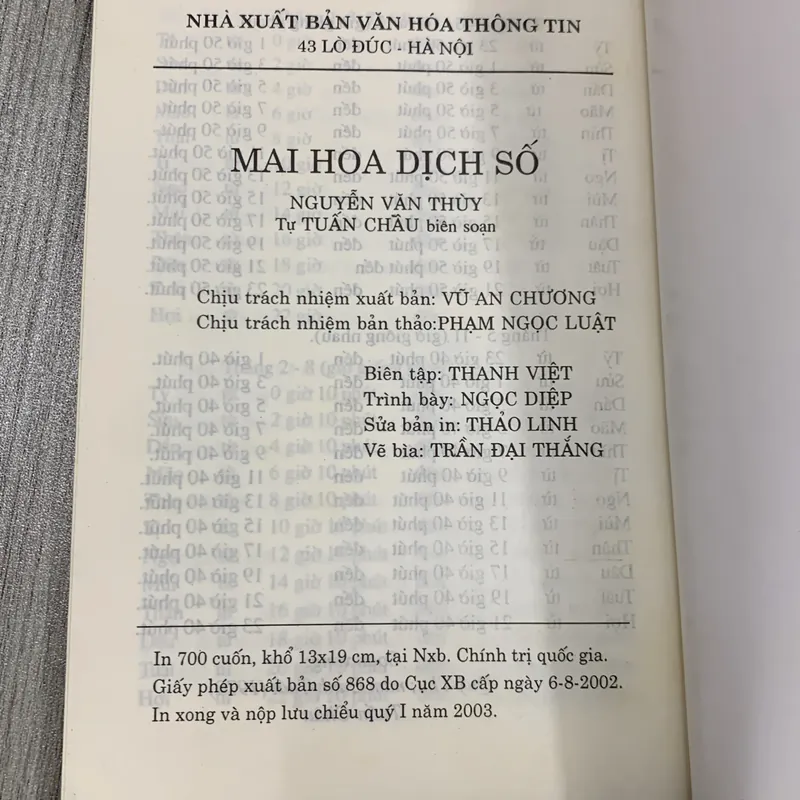 NHÀ XUẤT BẢN VĂN HÓA THÔNG TIN
43 LÒ ĐÚC - HÀ NỘI
MAI HOA DỊCH SỐ
NGUYỄN VĂN THÙY
Tự TUẤN CHÂU biên soạn
Chịu trách nhiệm xuất bản: VŨ AN CHƯƠNG
Chịu trách nhiệm bản thảo:PHẠM NGỌC LUẬT
Biên tập: THANH VIỆT
Trình bày: NGỌC DIỆP
Sửa bản in: THẢO LINH
Vẽ bìa: TRẦN ĐẠI THẮNG
In 700 cuốn, khổ 13x19 cm, tại Nxb. Chính trị quốc gia.
Giấy phép xuất bản số 868 do Cục XB cấp ngày 6-8-2002.
In xong và nộp lưu chiểu quý I năm 2003.